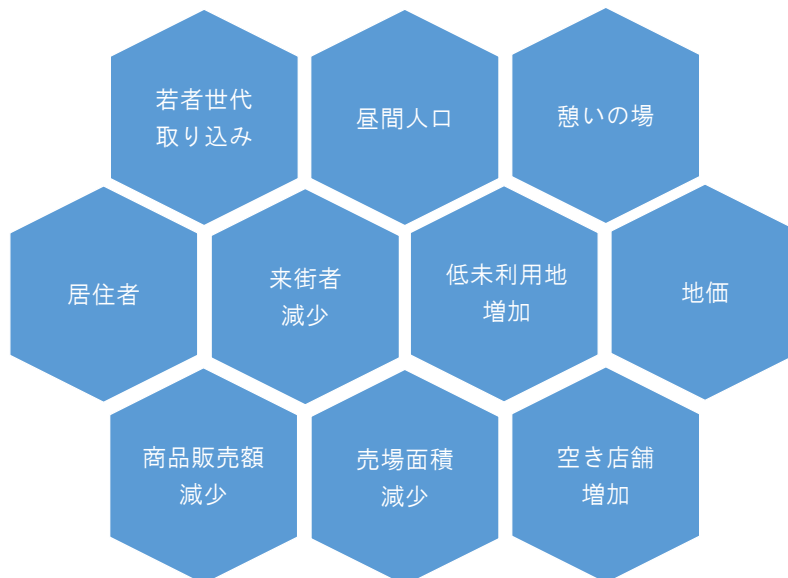 若者世代
取り込み
昼間人口
憩いの場
居住者
来街者
減少
低未利用地
増加
地価
商品販売額
減少
売場面積
減少
空き店舗
増加